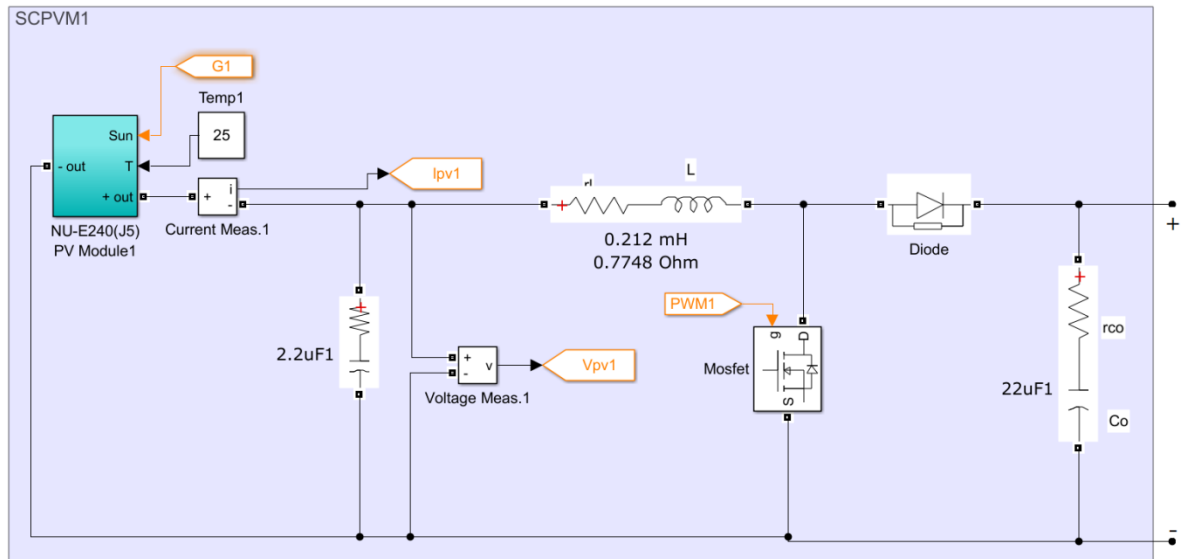 SCPVM1
G1
Temp1
25
Sun
T
- out
+ out
NU-E240(J5)
PV Module1
+
i
-
Current Meas.1
Ipv1
L
0.212 mH
0.7748 Ohm
Diode
+
PWM1
g
D
S
Mosfet
2.2uF1
+
-
v
Voltage Meas.1
Vpv1
+
rco
22uF1
Co
+
-